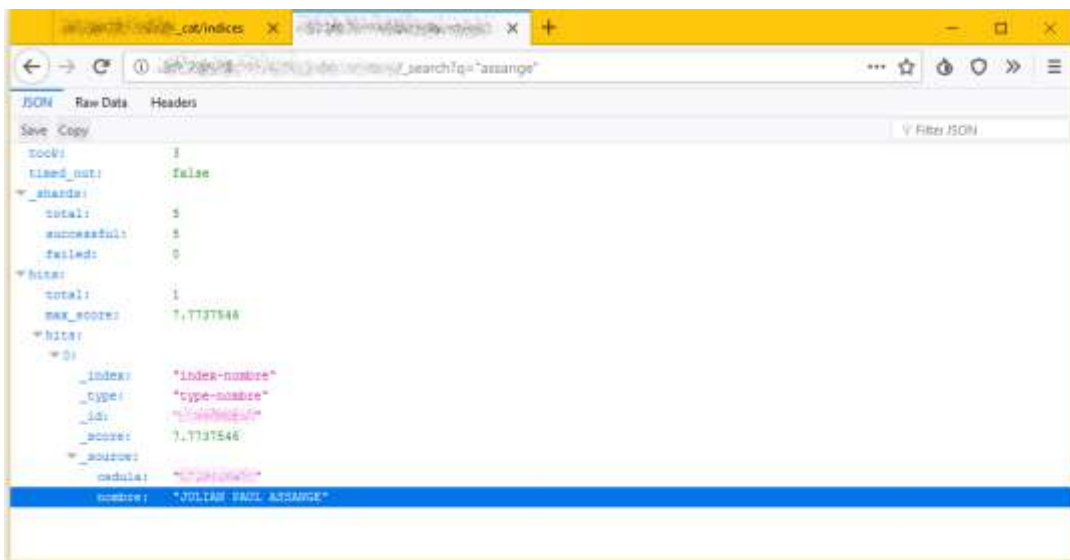 _cat/indices
/_search?q="assange"
JSON Raw Data Headers
Save Copy Filter JSON
took: 3
timed_out: false
_shards:
total: 5
successful: 5
failed: 0
hits:
total: 1
max_score: 7.7737546
hits:
0:
_index: "index-nombre"
_type: "type-nombre"
_id:
_score: 7.7737546
_source:
cedula:
nombre: "JULIAN PAUL ASSANGE"